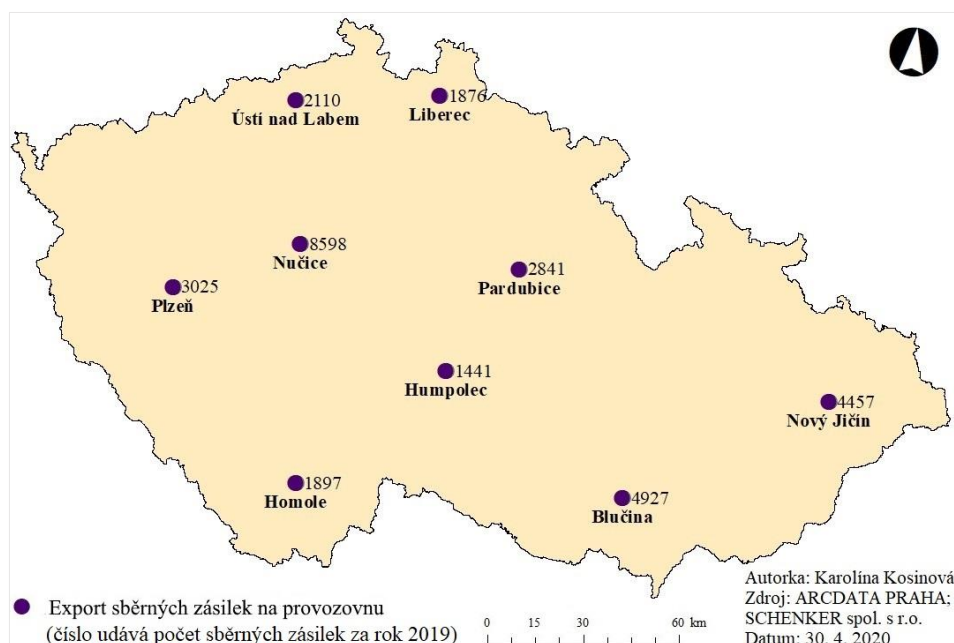 2110
Ústí nad Labem
1876
Liberec
8598
Nučice
2841
Pardubice
3025
Plzeň
1441
Humpolec
4457
Nový Jičín
1897
Homole
4927
Blučina
Export sběrných zásilek na provozovnu
(číslo udává počet sběrných zásilek za rok 2019)
0 15 30 60 km
Autorka: Karolína Kosinová
Zdroj: ARCDATA PRAHA;
SCHENKER spol. s r.o.
Datum: 30. 4. 2020